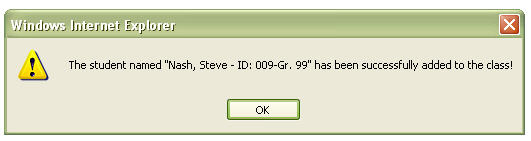 Windows Internet Explorer
The student named "Nash, Steve - ID: 009-Gr. 99" has been successfully added to the class!
OK